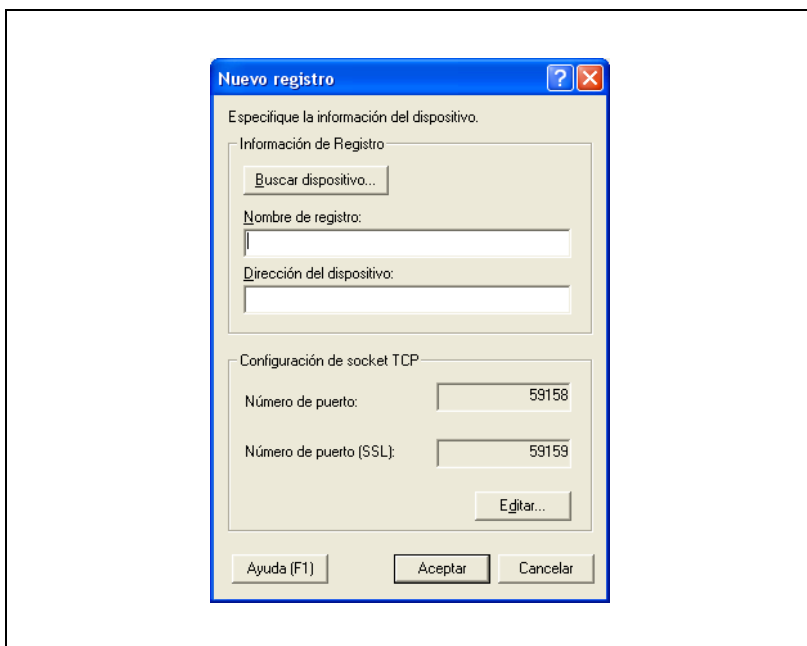 Nuevo registro
Especifique la información del dispositivo.
Información de Registro
Buscar dispositivo...
Nombre de registro:
Dirección del dispositivo:
Configuración de socket TCP
Número de puerto: 59158
Número de puerto (SSL): 59159
Editar...
Ayuda (F1) Aceptar Cancelar